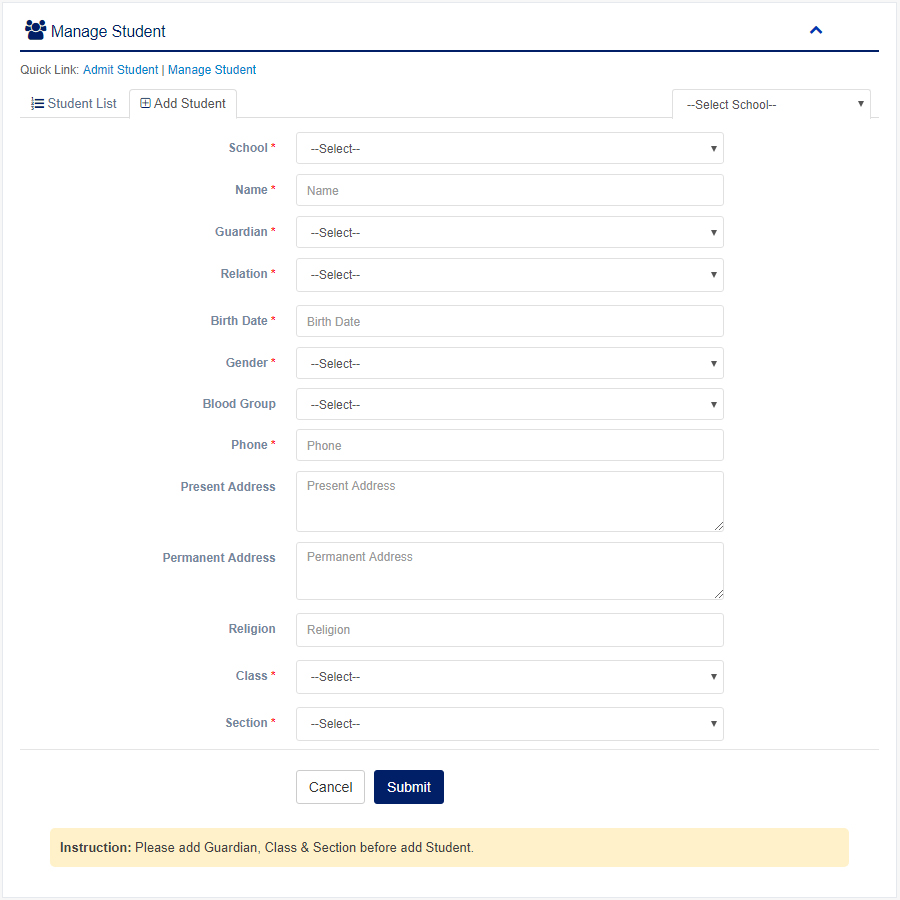 Manage Student
Quick Link: Admit Student | Manage Student
Student List
Add Student
--Select School--
School *
--Select--
Name *
Name
Guardian *
--Select--
Relation *
--Select--
Birth Date *
Birth Date
Gender *
--Select--
Blood Group
--Select--
Phone *
Phone
Present Address
Present Address
Permanent Address
Permanent Address
Religion
Religion
Class *
--Select--
Section *
--Select--
Cancel
Submit
Instruction: Please add Guardian, Class & Section before add Student.